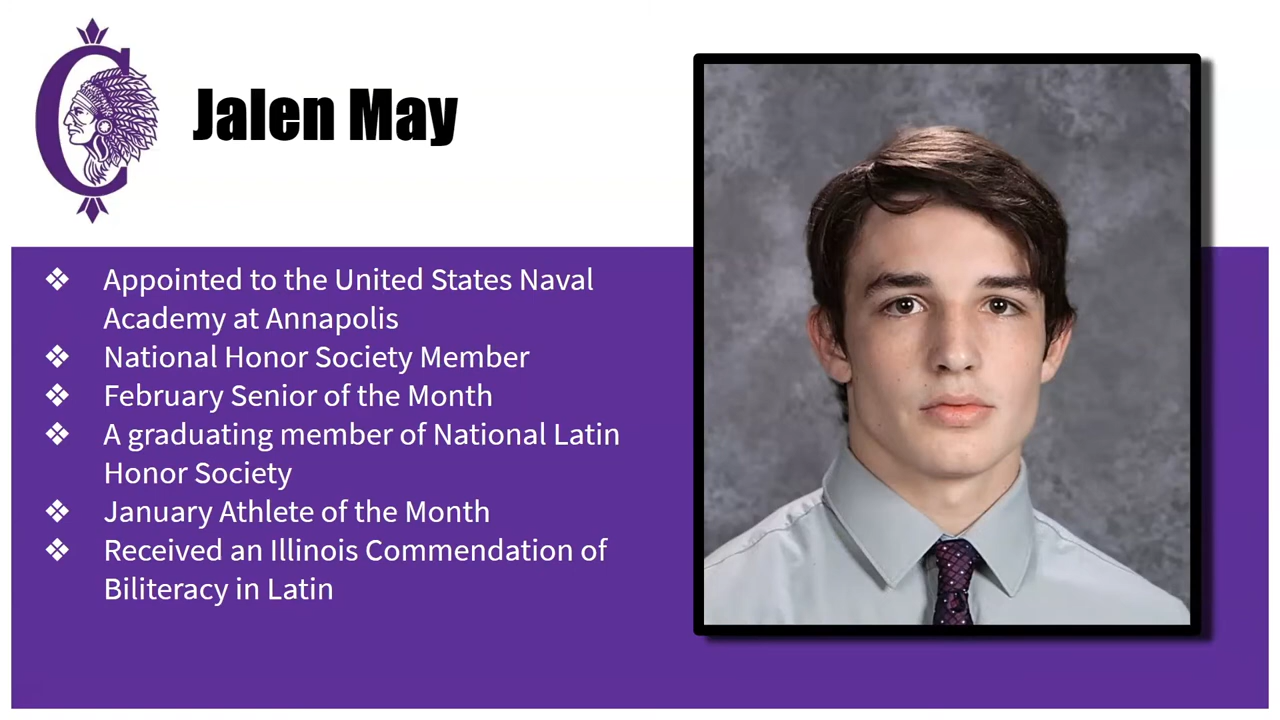 C
Jalen May
❖ Appointed to the United States Naval
Academy at Annapolis
❖ National Honor Society Member
❖ February Senior of the Month
❖ A graduating member of National Latin
Honor Society
❖ January Athlete of the Month
❖ Received an Illinois Commendation of
Biliteracy in Latin